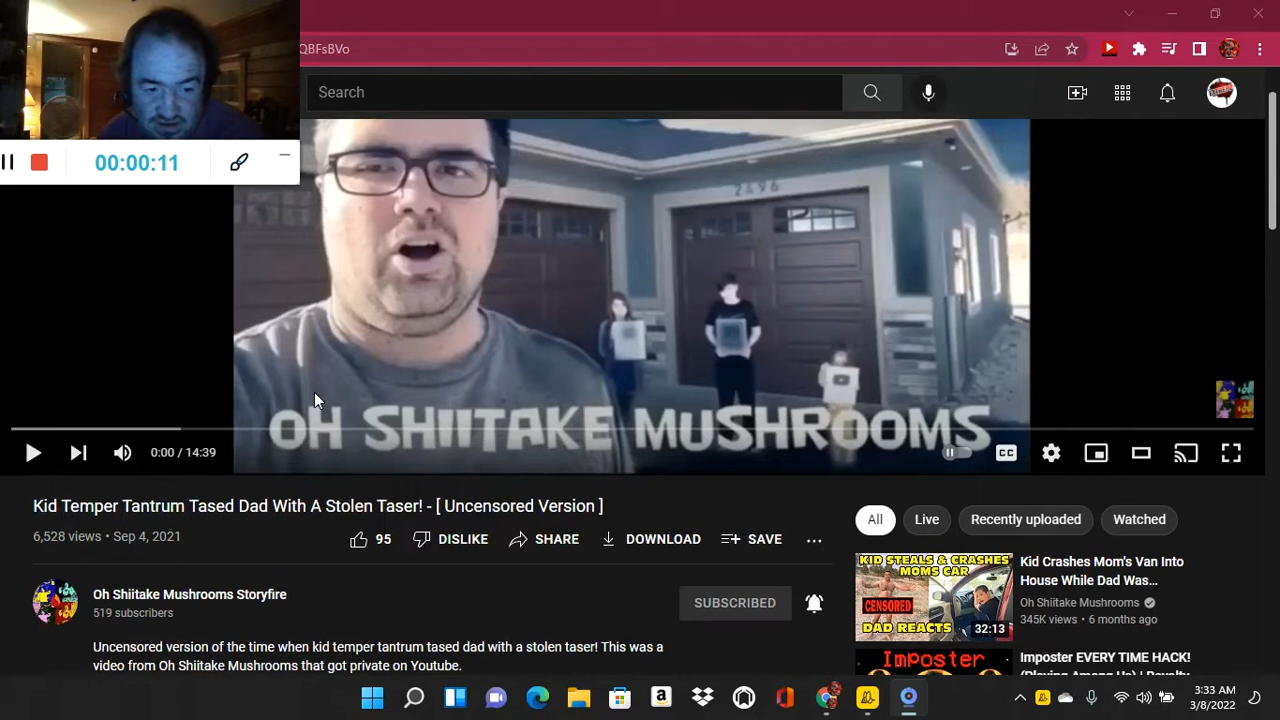 QBFsBVo
Search
00:00:11
2496
OH SHIITAKE MUSHROOMS
0:00 / 14:39
CC
Kid Temper Tantrum Tased Dad With A Stolen Taser! - [ Uncensored Version ]
6,528 views • Sep 4, 2021
95 DISLIKE SHARE DOWNLOAD SAVE ...
All Live Recently uploaded Watched
Oh Shiitake Mushrooms Storyfire
519 subscribers
SUBSCRIBED
Uncensored version of the time when kid temper tantrum tased dad with a stolen taser! This was a
video from Oh Shiitake Mushrooms that got private on Youtube.
KID STEALS & CRASHES
MOMS CAR
CENSORED
DAD REACTS
32:13
Kid Crashes Mom's Van Into
House While Dad Was...
Oh Shiitake Mushrooms
345K views • 6 months ago
Imposter
Imposter EVERY TIME HACK!
3:33 AM
3/8/2022